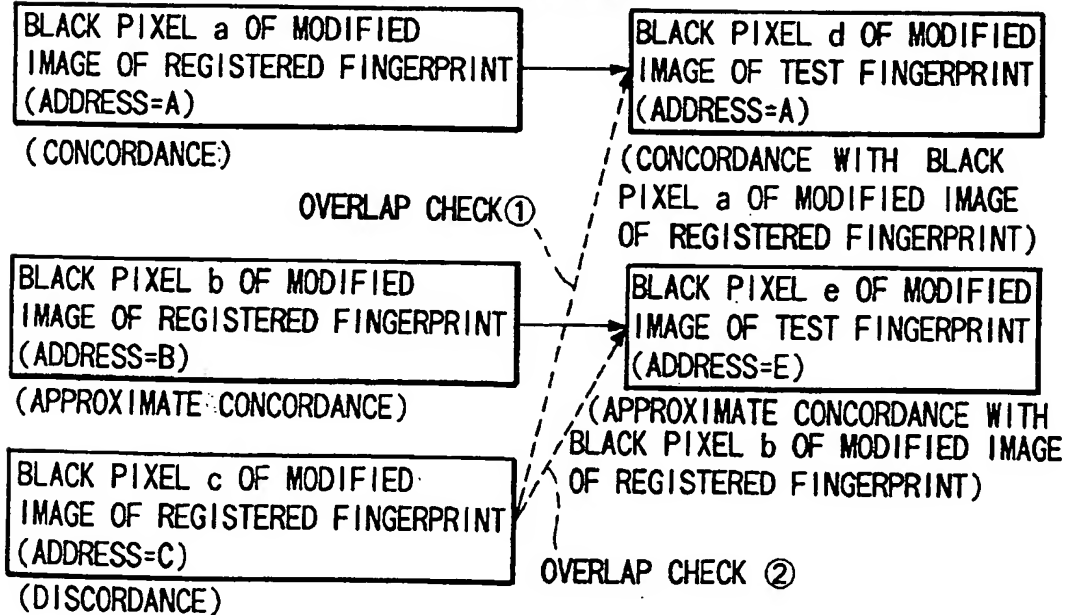 BLACK PIXEL a OF MODIFIED
IMAGE OF REGISTERED FINGERPRINT
(ADDRESS=A)
(CONCORDANCE)
BLACK PIXEL d OF MODIFIED
IMAGE OF TEST FINGERPRINT
(ADDRESS=A)
(CONCORDANCE WITH BLACK
PIXEL a OF MODIFIED IMAGE
OF REGISTERED FINGERPRINT)
OVERLAP CHECK①
BLACK PIXEL b OF MODIFIED
IMAGE OF REGISTERED FINGERPRINT
(ADDRESS=B)
(APPROXIMATE CONCORDANCE)
BLACK PIXEL e OF MODIFIED
IMAGE OF TEST FINGERPRINT
(ADDRESS=E)
(APPROXIMATE CONCORDANCE WITH
BLACK PIXEL b OF MODIFIED IMAGE
OF REGISTERED FINGERPRINT)
BLACK PIXEL c OF MODIFIED
IMAGE OF REGISTERED FINGERPRINT
(ADDRESS=C)
(DISCORDANCE)
OVERLAP CHECK ②